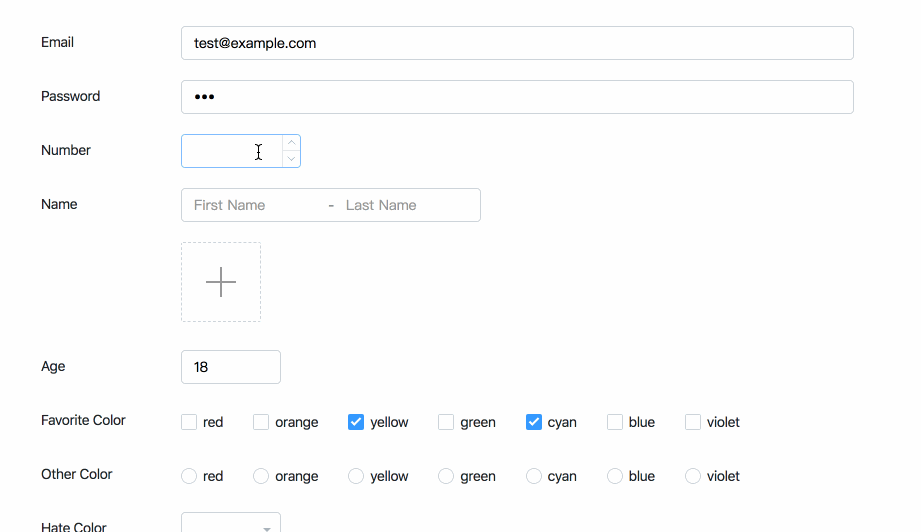 Email test@example.com
Password •••
Number
Name First Name - Last Name
Age 18
Favorite Color red orange yellow green cyan blue violet
Other Color red orange yellow green cyan blue violet
Hate Color